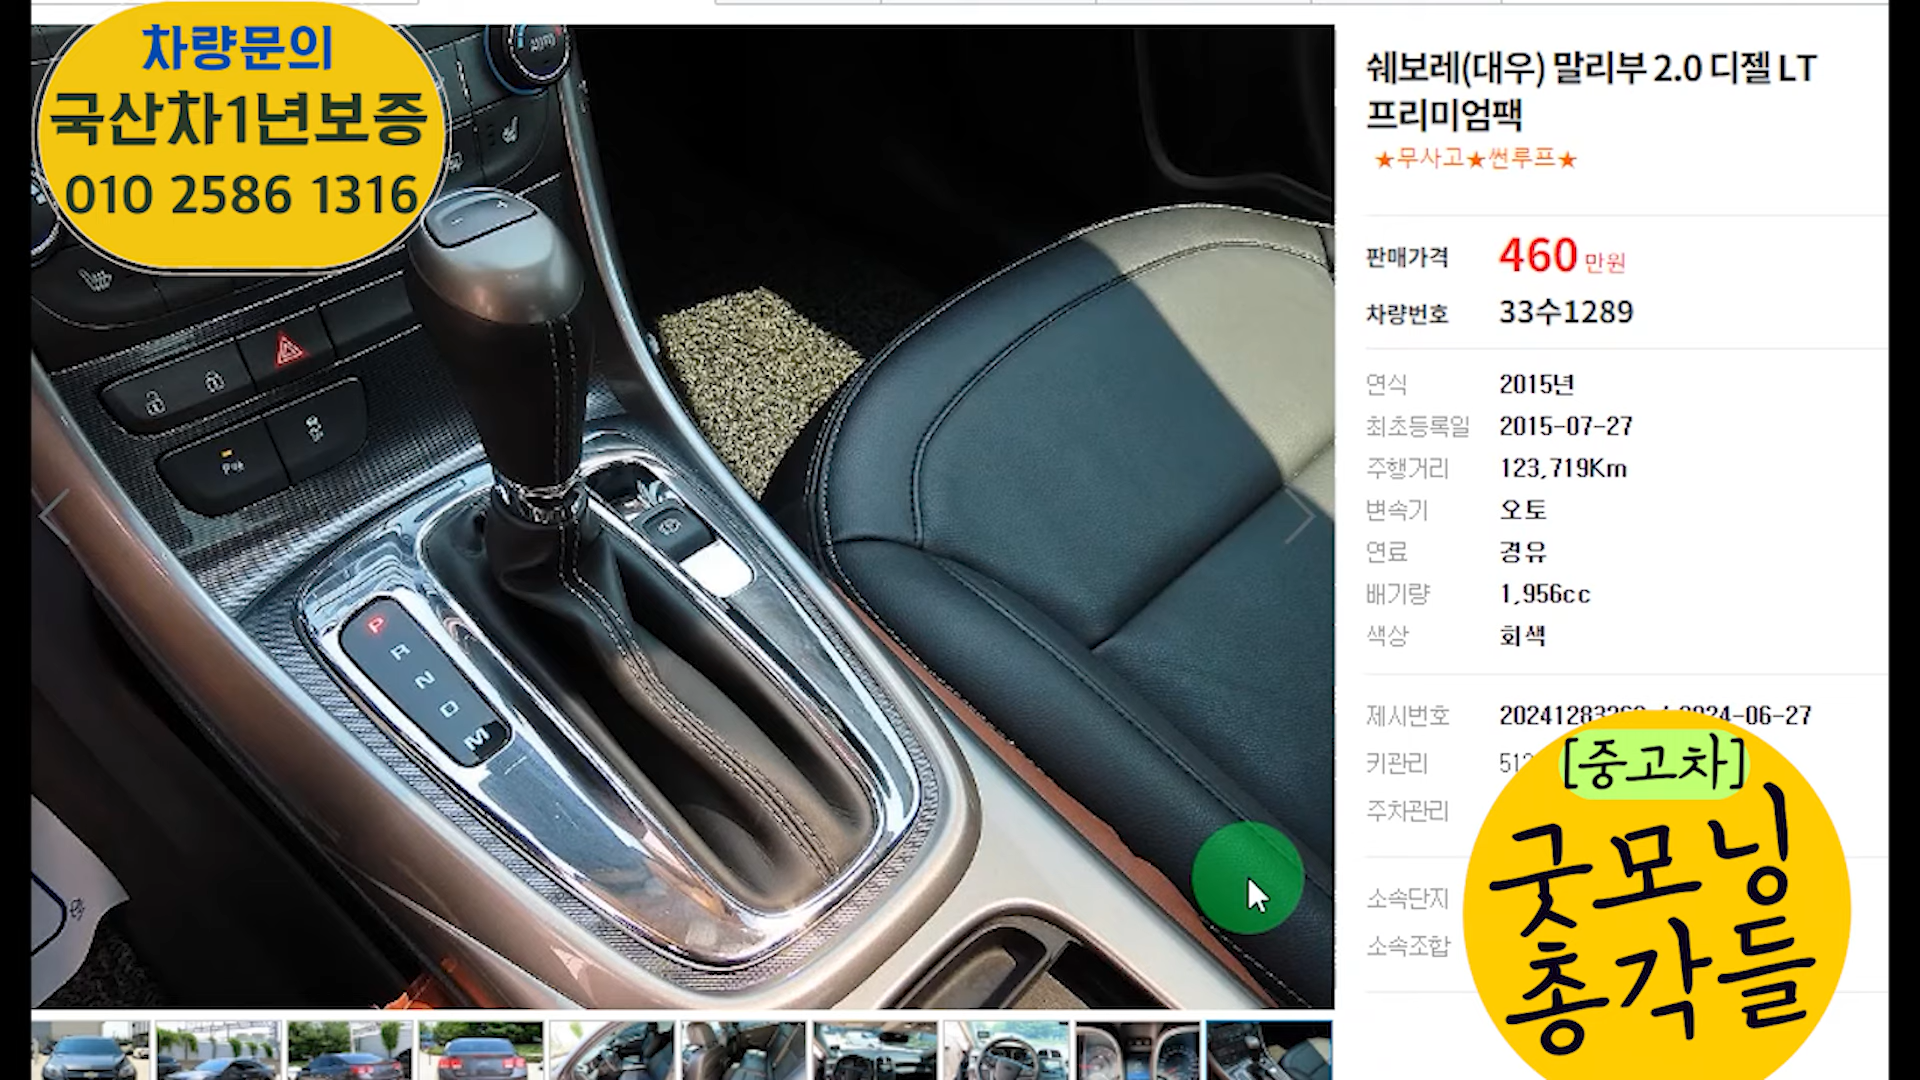 차량문의
국산차1년보증
010 2586 1316
AUTO
P
R
N
D
M
쉐보레(대우) 말리부 2.0 디젤 LT
프리미엄팩
★무사고★썬루프★
판매가격 460 만원
차량번호 33수1289
연식 2015년
최초등록일 2015-07-27
주행거리 123,719Km
변속기 오토
연료 경유
배기량 1,956cc
색상 회색
제시번호 -06-27
키관리
주차관리
소속단지
소속조합
[중고차]
굿모닝
총각들